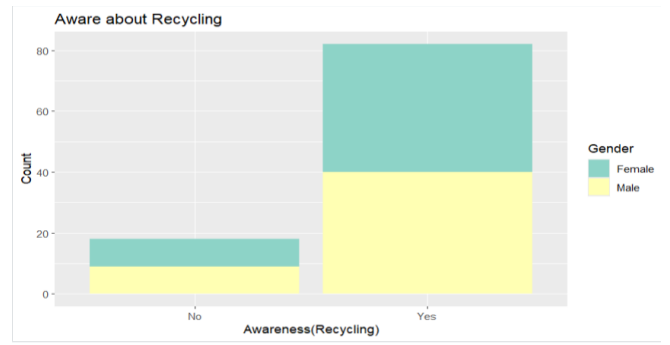 Aware about Recycling
80
60
40
20
0
Count
No
Yes
Awareness(Recycling)
Gender
Female
Male